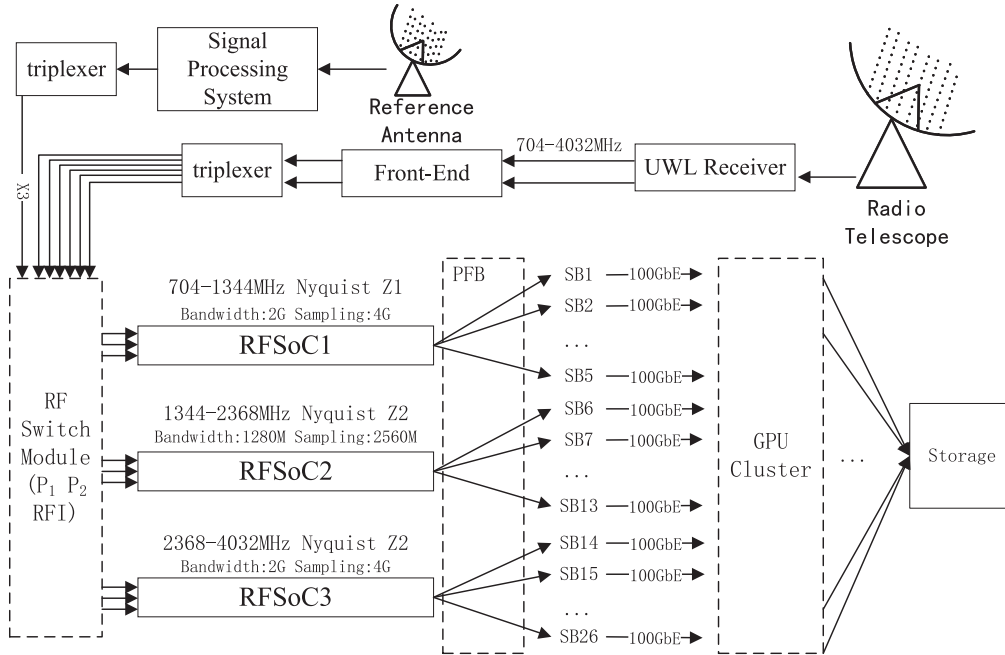 triplexer
Signal
Processing
System
Reference
Antenna
X3
triplexer
Front-End
704-4032MHz
UWL Receiver
Radio
Telescope
RF
Switch
Module
(P₁ P₂
RFI)
704-1344MHz Nyquist Z1
Bandwidth:2G Sampling:4G
RFSoC1
1344-2368MHz Nyquist Z2
Bandwidth:1280M Sampling:2560M
RFSoC2
2368-4032MHz Nyquist Z2
Bandwidth:2G Sampling:4G
RFSoC3
PFB
SB1 100GbE
SB2 100GbE
...
SB5 100GbE
SB6 100GbE
SB7 100GbE
...
SB13 100GbE
SB14 100GbE
SB15 100GbE
...
SB26 100GbE
GPU
Cluster
...
Storage